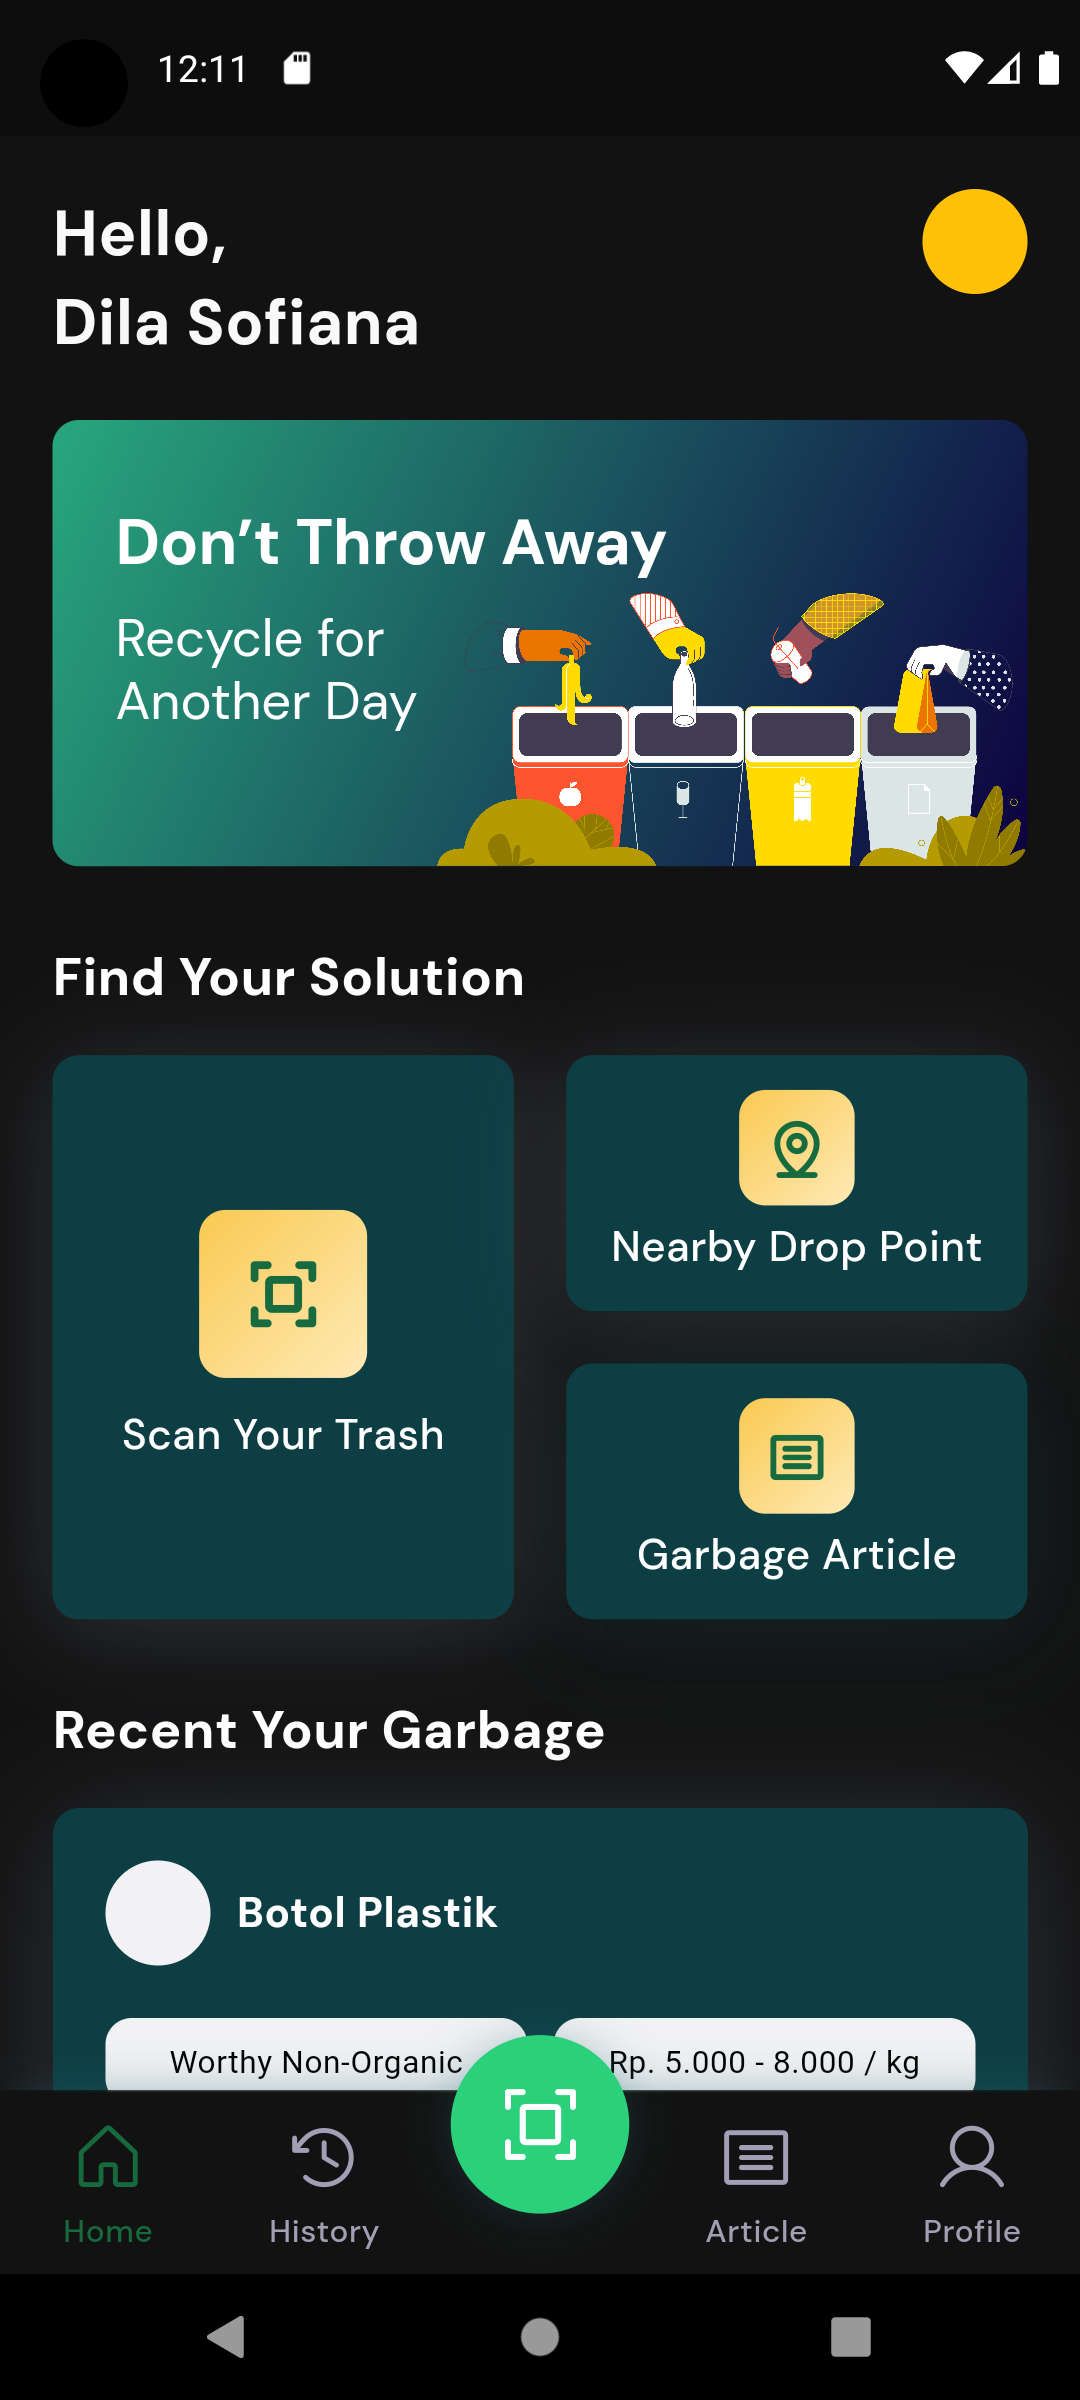 12:11
Hello,
Dila Sofiana
Don’t Throw Away
Recycle for
Another Day
Find Your Solution
Scan Your Trash
Nearby Drop Point
Garbage Article
Recent Your Garbage
Botol Plastik
Worthy Non-Organic
Rp. 5.000 - 8.000 / kg
Home
History
Article
Profile